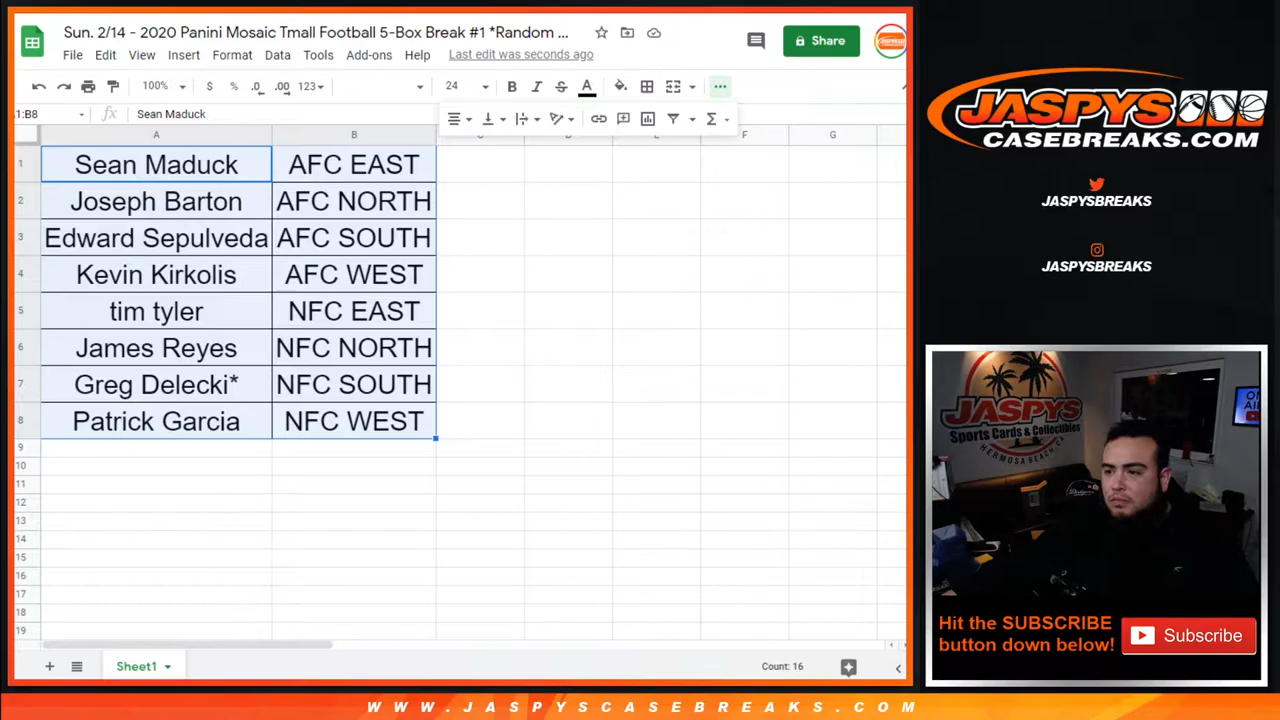 Sun. 2/14 - 2020 Panini Mosaic Tmall Football 5-Box Break #1 *Random ...
File Edit View Insert Format Data Tools Add-ons Help Last edit was seconds ago
Share
100% $ % .0 .00 123 24 B I S A
1:B8 fx Sean Maduck
A B C D E F G
1 Sean Maduck AFC EAST
2 Joseph Barton AFC NORTH
3 Edward Sepulveda AFC SOUTH
4 Kevin Kirkolis AFC WEST
5 tim tyler NFC EAST
6 James Reyes NFC NORTH
7 Greg Delecki* NFC SOUTH
8 Patrick Garcia NFC WEST
9
10
11
12
13
14
15
16
17
18
19
Sheet1 Count: 16
JASPYS
CASEBREAKS.COM
JASPYSBREAKS
JASPYSBREAKS
JASPYS
Sports Cards & Collectibles
HERMOSA BEACH, CA
Hit the SUBSCRIBE
button down below!
Subscribe
WWW.JASPYSCASEBREAKS.COM